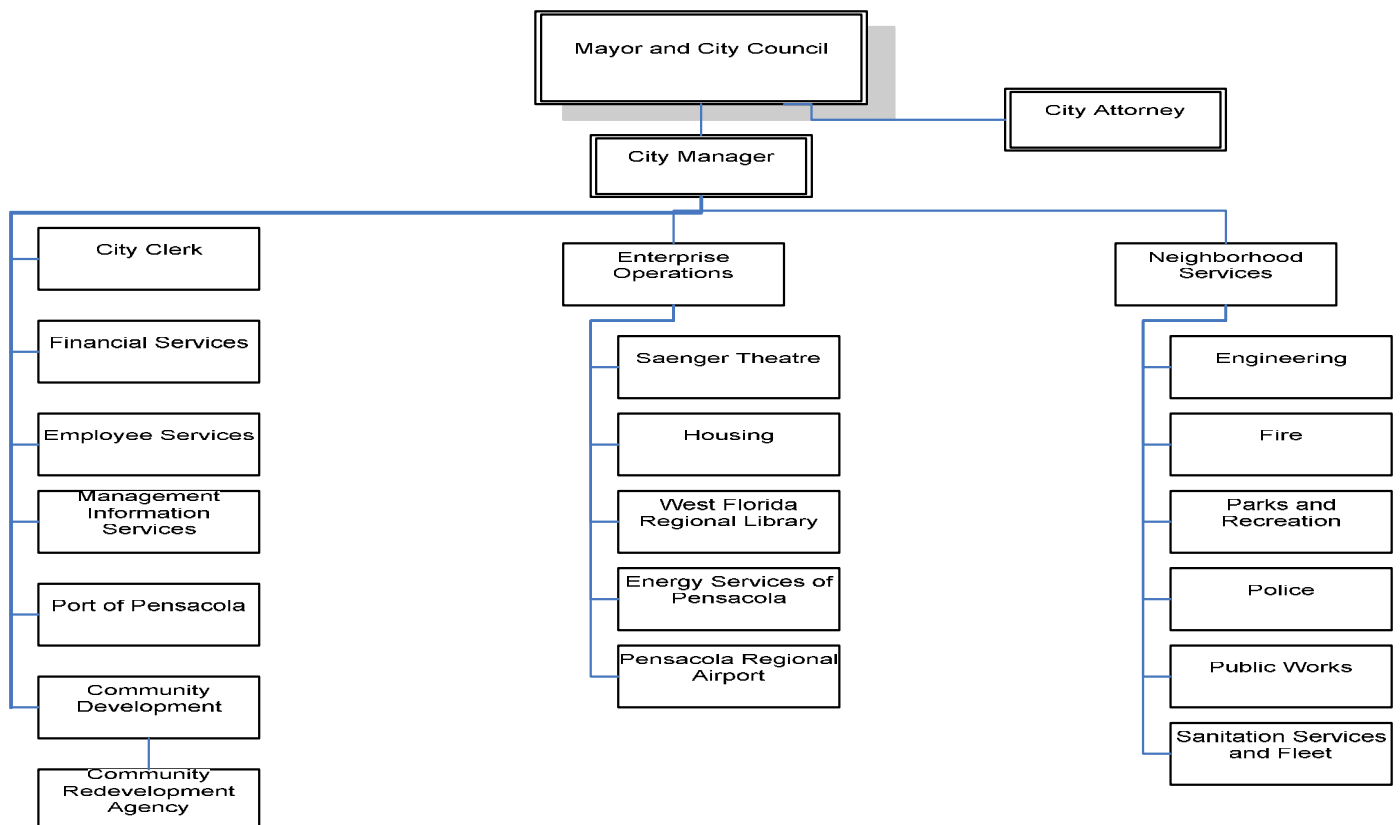 Mayor and City Council
City Attorney
City Manager
City Clerk
Financial Services
Employee Services
Management
Information
Services
Port of Pensacola
Community
Development
Community
Redevelopment
Agency
Enterprise
Operations
Saenger Theatre
Housing
West Florida
Regional Library
Energy Services of
Pensacola
Pensacola Regional
Airport
Neighborhood
Services
Engineering
Fire
Parks and
Recreation
Police
Public Works
Sanitation Services
and Fleet